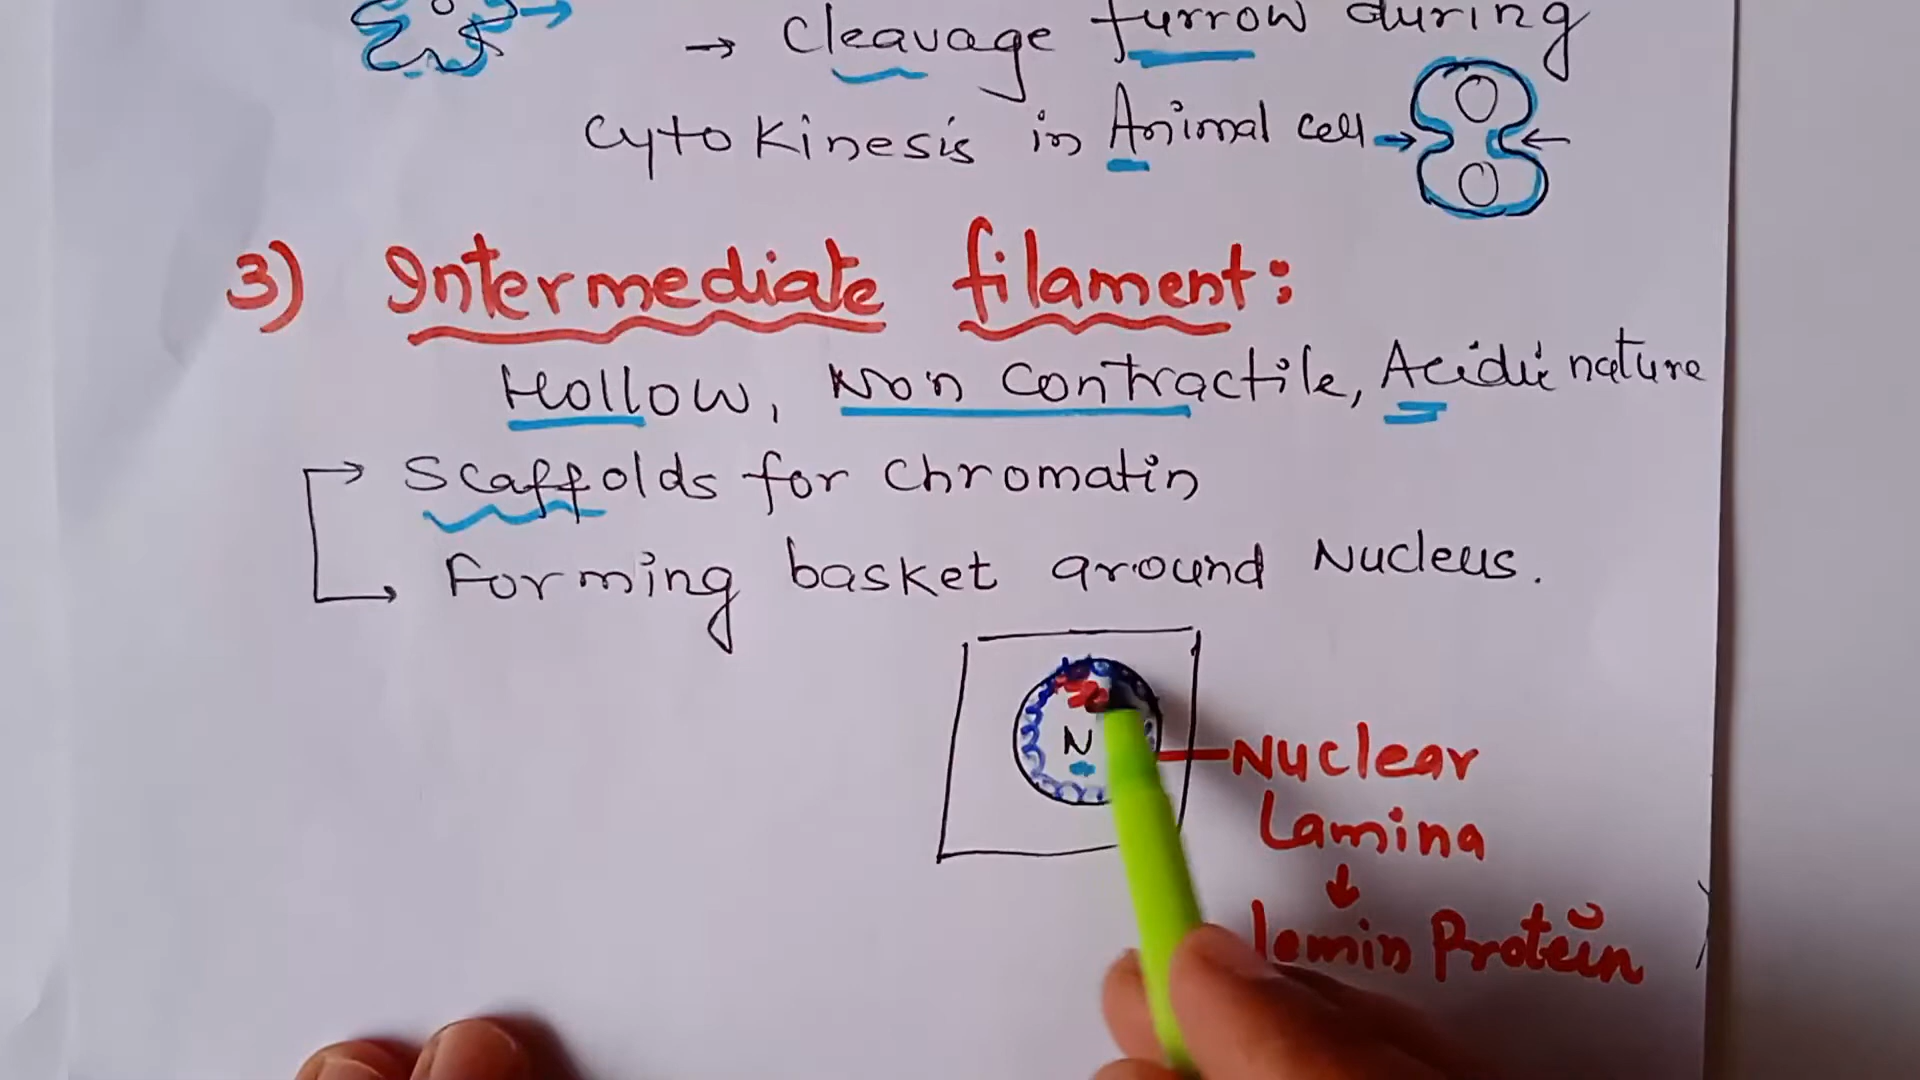 → Cleavage furrow during
Cytokinesis in Animal cell
3) Intermediate filament:
Hollow, Non contractile, Acidic nature
→ Scaffolds for chromatin
→ Forming basket around Nucleus.
N
Nuclear
Lamina
↓
lemin Protein